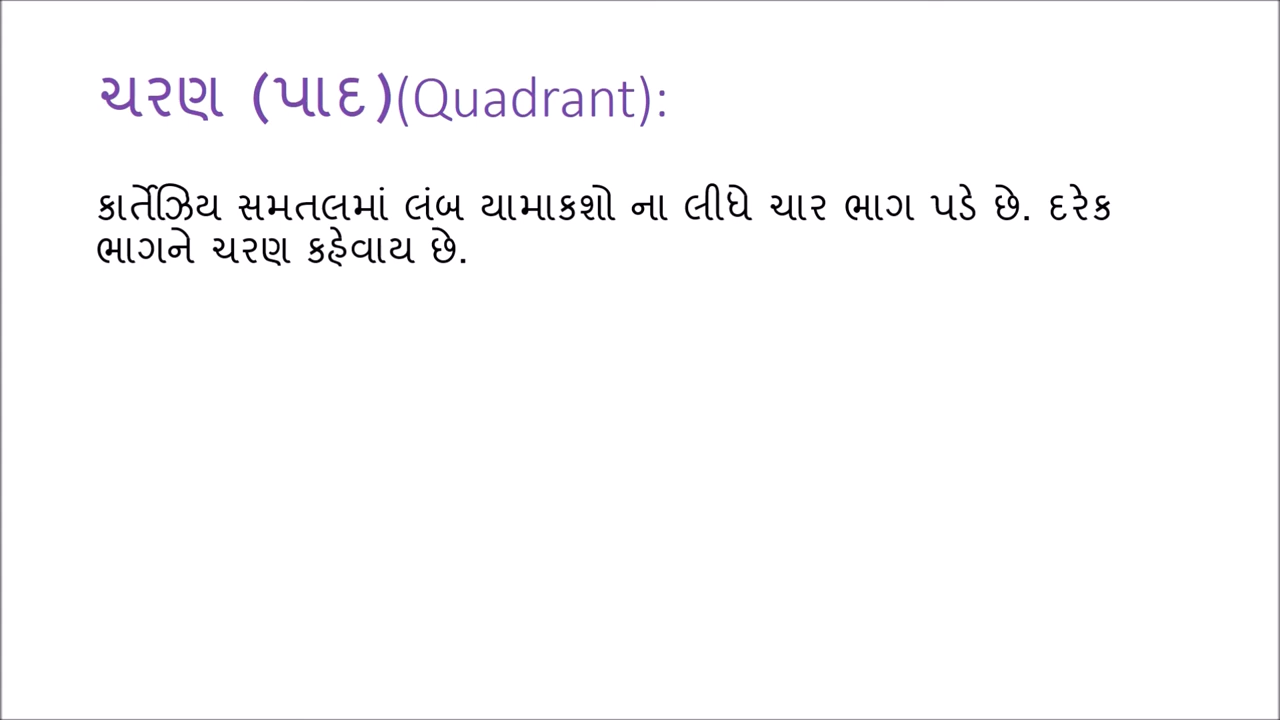 ચરણ (પાદ)(Quadrant):
કાર્તેઝિય સમતલમાં લંબ યામાકશો ના લીધે ચાર ભાગ પડે છે. દરેક
ભાગને ચરણ કહેવાય છે.